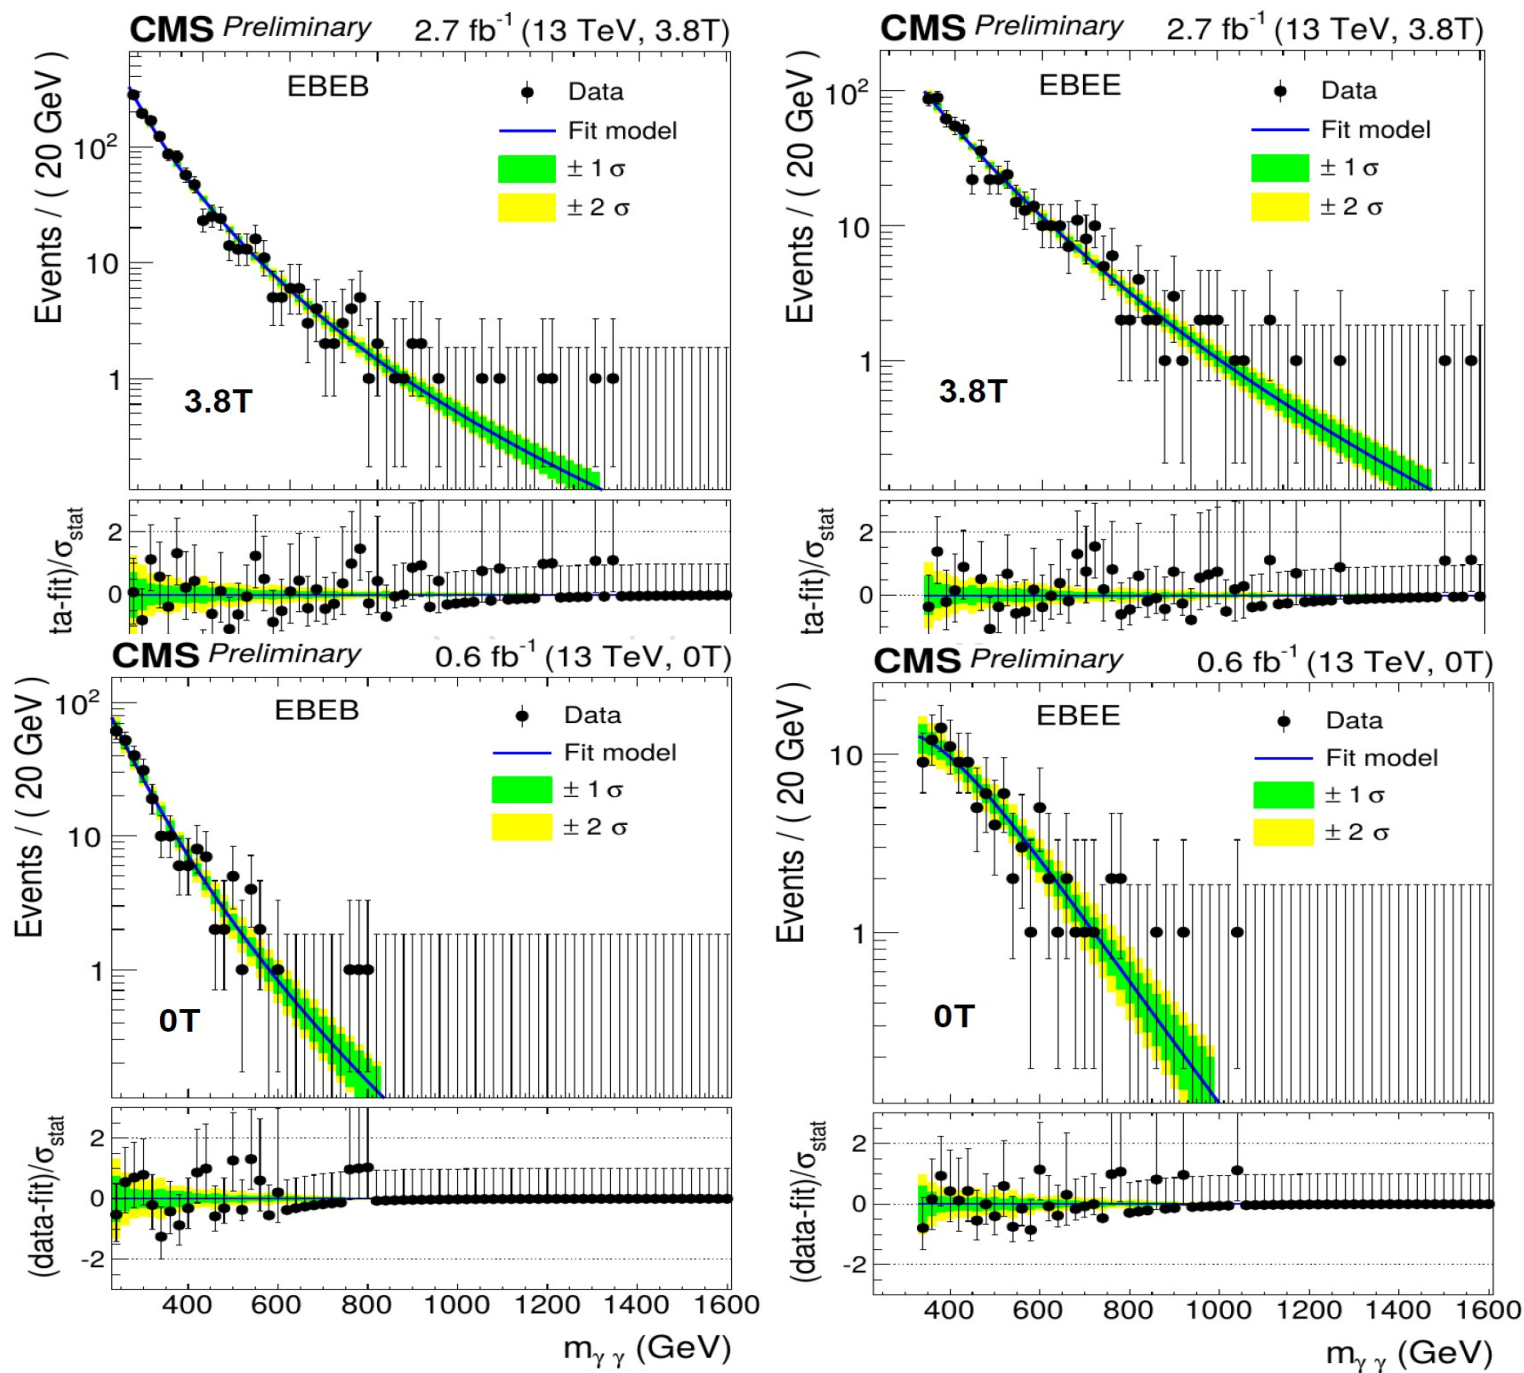 CMS Preliminary 2.7 fb⁻¹ (13 TeV, 3.8T)
Events / ( 20 GeV )
EBEB
Data
Fit model
± 1 σ
± 2 σ
10²
10
1
3.8T
ta-fit)/σstat
2
0
CMS Preliminary 2.7 fb⁻¹ (13 TeV, 3.8T)
Events / ( 20 GeV )
EBEE
Data
Fit model
± 1 σ
± 2 σ
10²
10
1
3.8T
ta-fit)/σstat
2
0
CMS Preliminary 0.6 fb⁻¹ (13 TeV, 0T)
Events / ( 20 GeV )
EBEB
Data
Fit model
± 1 σ
± 2 σ
10²
10
1
0T
(data-fit)/σstat
2
0
-2
400 600 800 1000 1200 1400 1600
mγγ (GeV)
CMS Preliminary 0.6 fb⁻¹ (13 TeV, 0T)
Events / ( 20 GeV )
EBEE
Data
Fit model
± 1 σ
± 2 σ
10
1
0T
(data-fit)/σstat
2
0
-2
400 600 800 1000 1200 1400 1600
mγγ (GeV)